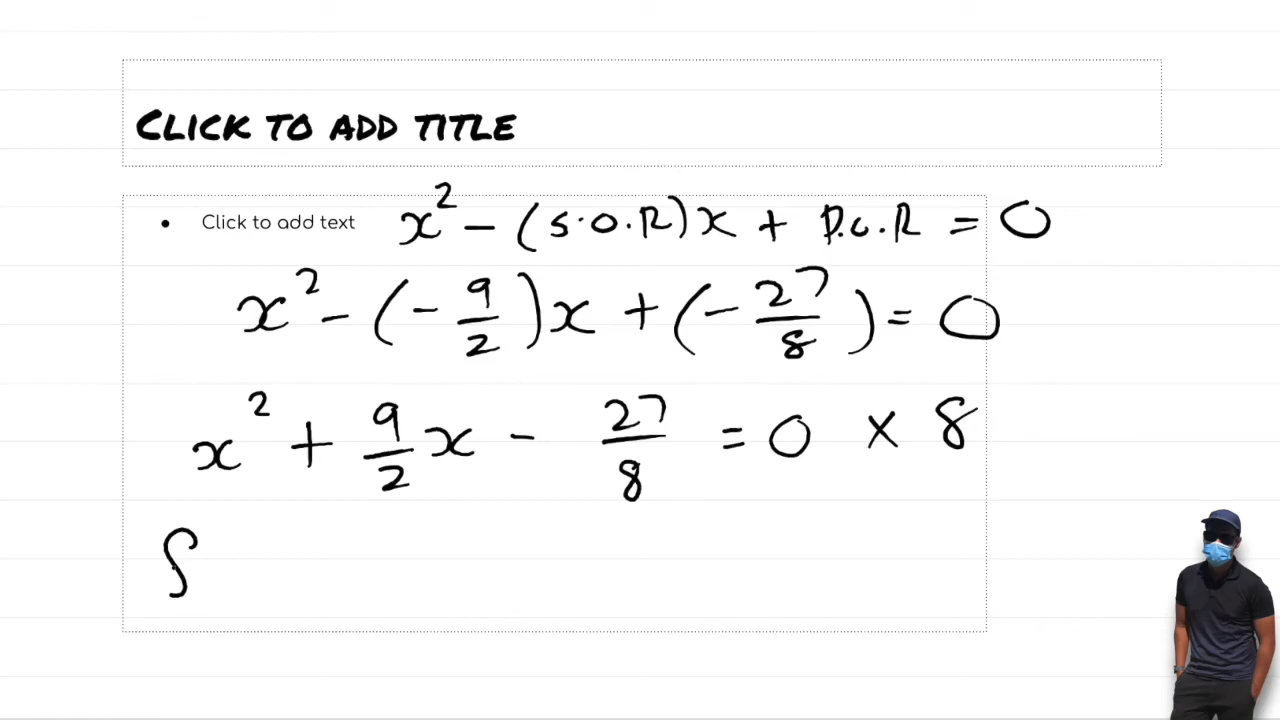 CLICK TO ADD TITLE
• Click to add text
x² - (S.O.R)x + P.O.R = 0
x² - (-9/2)x + (-27/8) = 0
x² + 9/2 x - 27/8 = 0 × 8